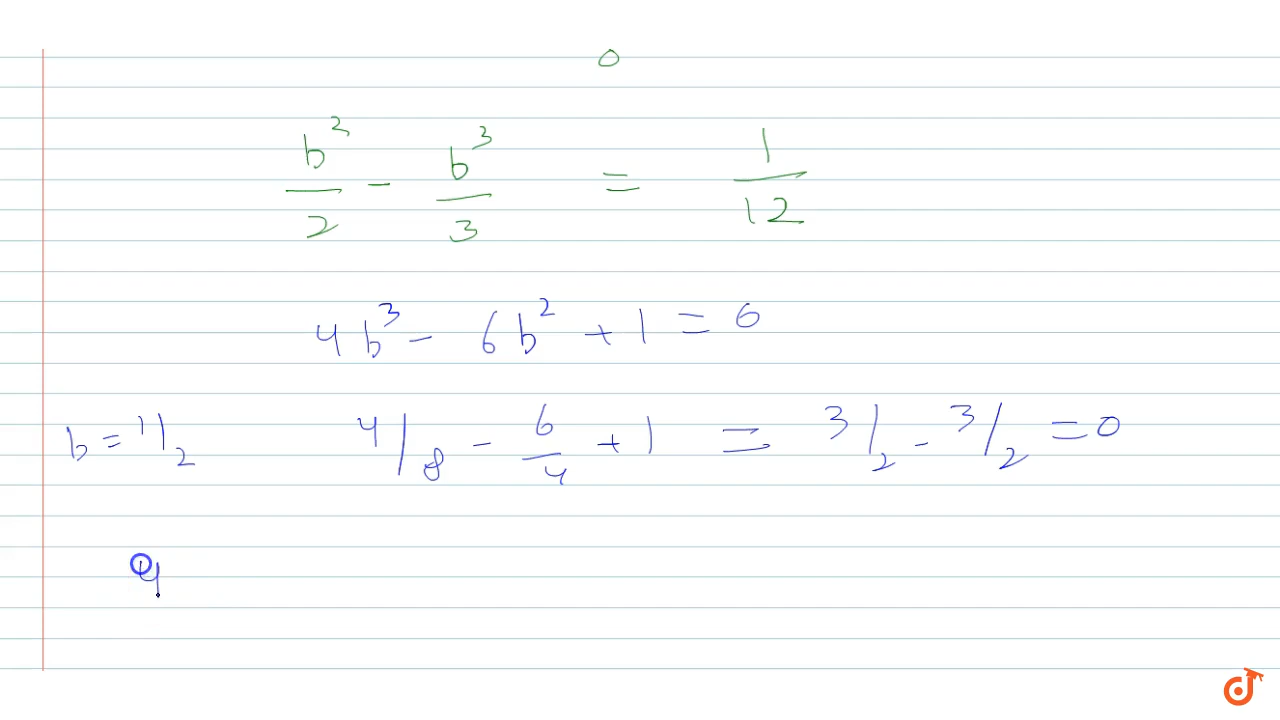 0
b²/2 - b³/3 = 1/12
4b³ - 6b² + 1 = 0
b = 1/2 4/8 - 6/4 + 1 = 3/2 - 3/2 = 0
4